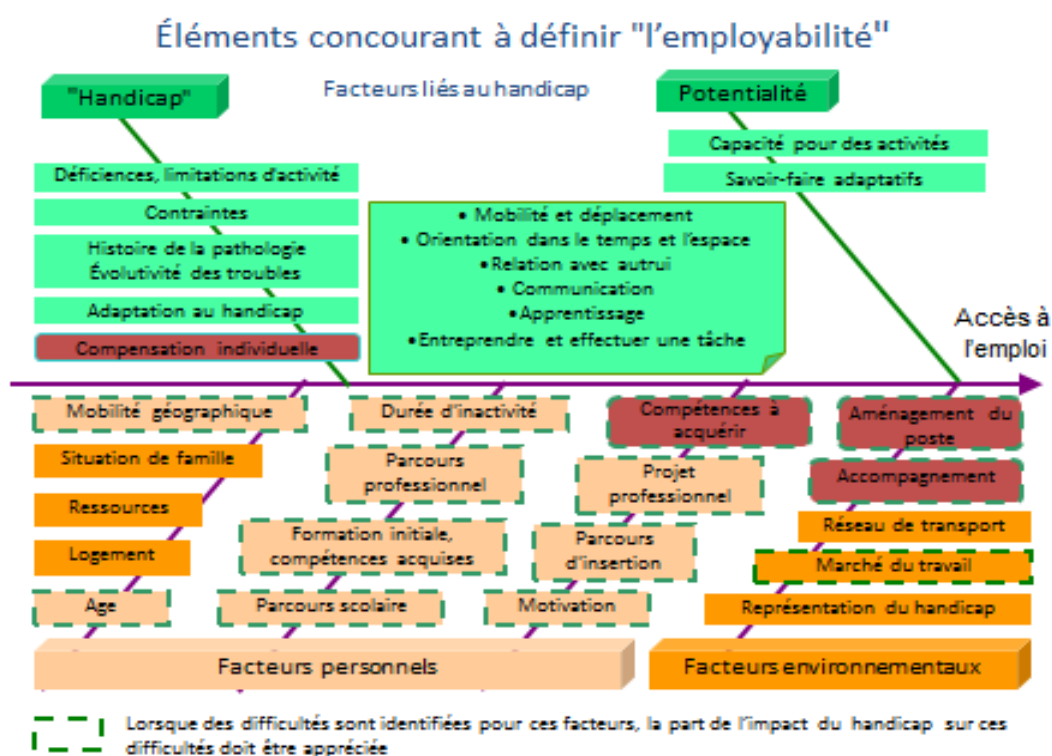 Éléments concourant à définir "l’employabilité"
"Handicap"
Facteurs liés au handicap
Potentialité
Capacité pour des activités
Savoir-faire adaptatifs
Déficiences, limitations d’activité
Contraintes
Histoire de la pathologie
Évolutivité des troubles
Adaptation au handicap
Compensation individuelle
• Mobilité et déplacement
• Orientation dans le temps et l’espace
•Relation avec autrui
• Communication
•Apprentissage
•Entreprendre et effectuer une tâche
Accès à
l’emploi
Mobilité géographique
Situation de famille
Ressources
Logement
Age
Durée d’inactivité
Parcours
professionnel
Formation initiale,
compétences acquises
Parcours scolaire
Compétences à
acquérir
Projet
professionnel
Parcours
d’insertion
Motivation
Aménagement du
poste
Accompagnement
Réseau de transport
Marché du travail
Représentation du handicap
Facteurs personnels
Facteurs environnementaux
Lorsque des difficultés sont identifiées pour ces facteurs, la part de l’impact du handicap sur ces
difficultés doit être appréciée